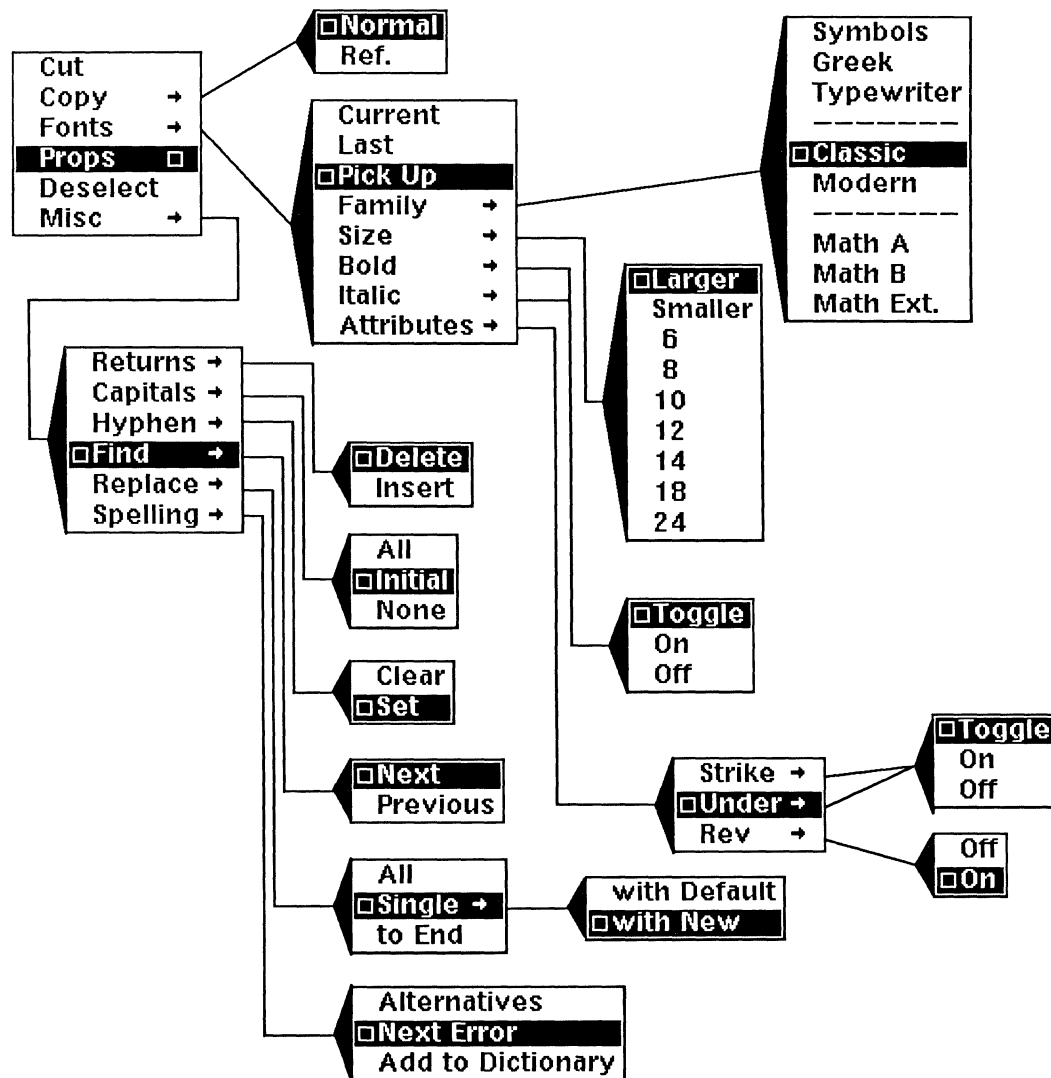 Cut
Copy →
Fonts →
Props
Deselect
Misc →
Normal
Ref.
Current
Last
Pick Up
Family →
Size →
Bold →
Italic →
Attributes →
Symbols
Greek
Typewriter
-------
Classic
Modern
-------
Math A
Math B
Math Ext.
Larger
Smaller
6
8
10
12
14
18
24
Toggle
On
Off
Strike →
Under →
Rev →
Toggle
On
Off
Off
On
Returns →
Capitals →
Hyphen →
Find →
Replace →
Spelling →
Delete
Insert
All
Initial
None
Clear
Set
Next
Previous
All
Single →
to End
with Default
with New
Alternatives
Next Error
Add to Dictionary